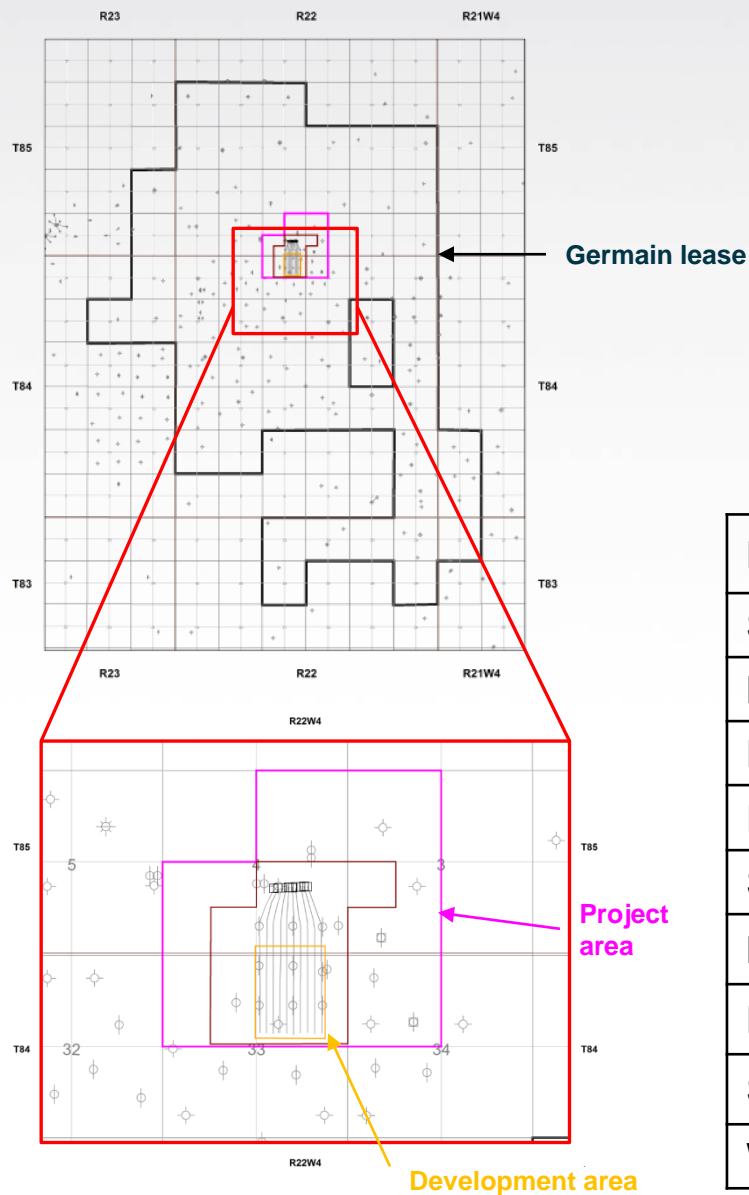 R23 R22 R21W4
T85 T85
Germain lease
T84 T84
T83 T83
R23 R22 R21W4
R22W4
T85 T85
5 4 3
Project
area
T84 T84
32 33 34
R22W4
Development area